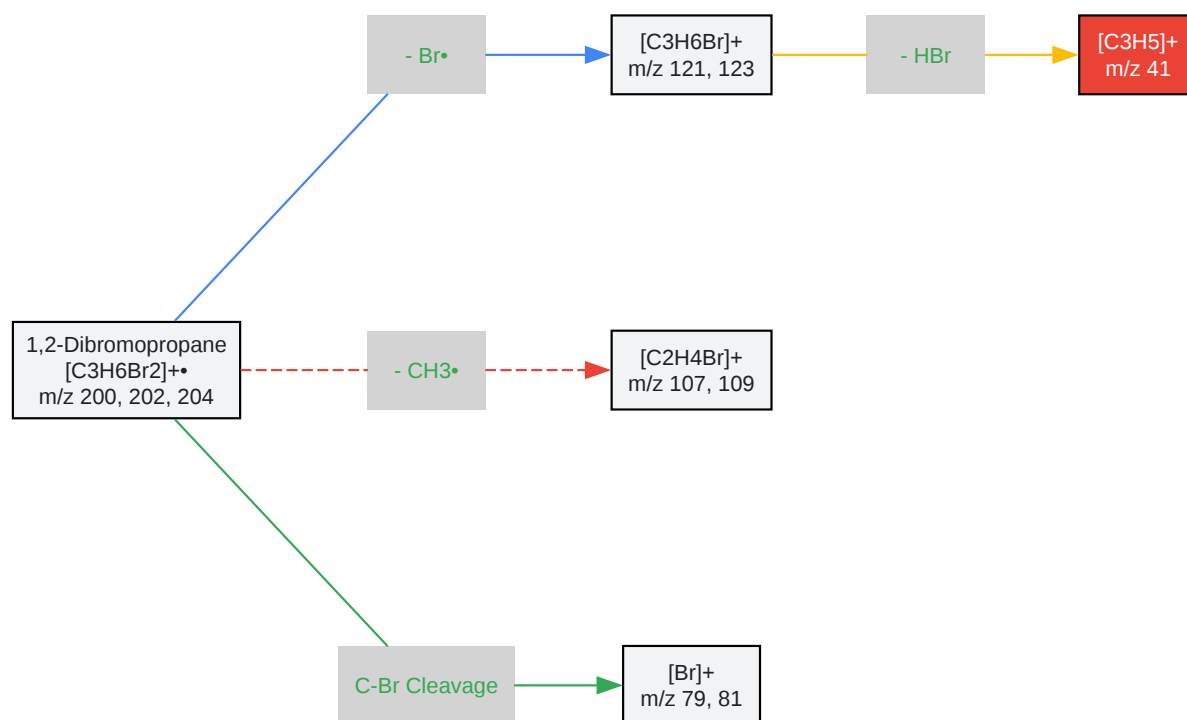 - Br•
[C3H6Br]+
m/z 121, 123
- HBr
[C3H5]+
m/z 41
1,2-Dibromopropane
[C3H6Br2]+•
m/z 200, 202, 204
- CH3•
[C2H4Br]+
m/z 107, 109
C-Br Cleavage
[Br]+
m/z 79, 81